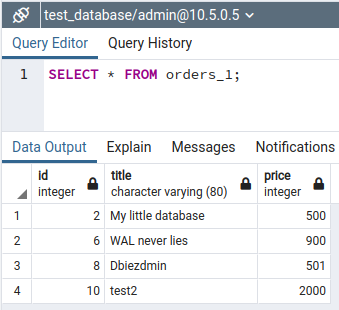 test_database/admin@10.5.0.5
Query Editor Query History
1 SELECT * FROM orders_1;
Data Output Explain Messages Notifications
id title price
integer character varying (80) integer
1 2 My little database 500
2 6 WAL never lies 900
3 8 Dbiezdmin 501
4 10 test2 2000